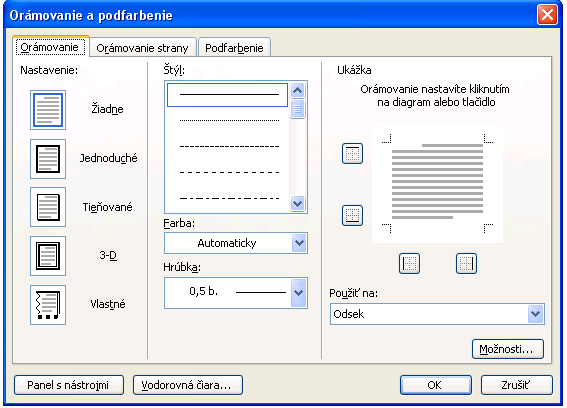 Orámovanie a podfarbenie
Orámovanie
Orámovanie strany
Podfarbenie
Nastavenie:
Žiadne
Jednoduché
Tieňované
3-D
Vlastné
Štýl:
Farba:
Automaticky
Hrúbka:
0,5 b.
Ukážka
Orámovanie nastavíte kliknutím
na diagram alebo tlačidlo
Použiť na:
Odsek
Možnosti...
Panel s nástrojmi
Vodorovná čiara...
OK
Zrušiť